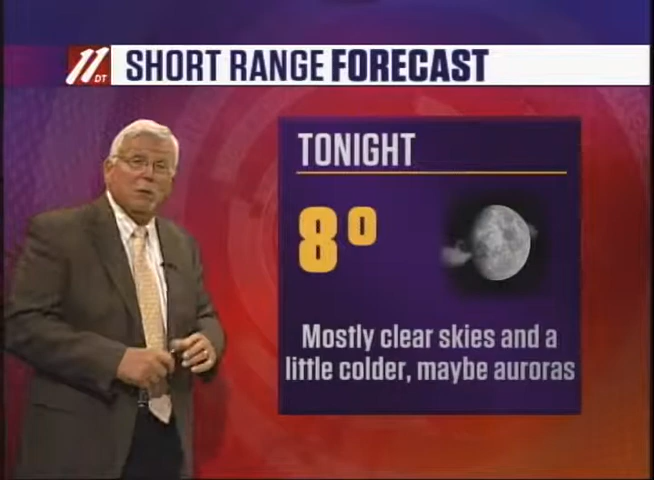 11 DT SHORT RANGE FORECAST
TONIGHT
8°
Mostly clear skies and a
little colder, maybe auroras